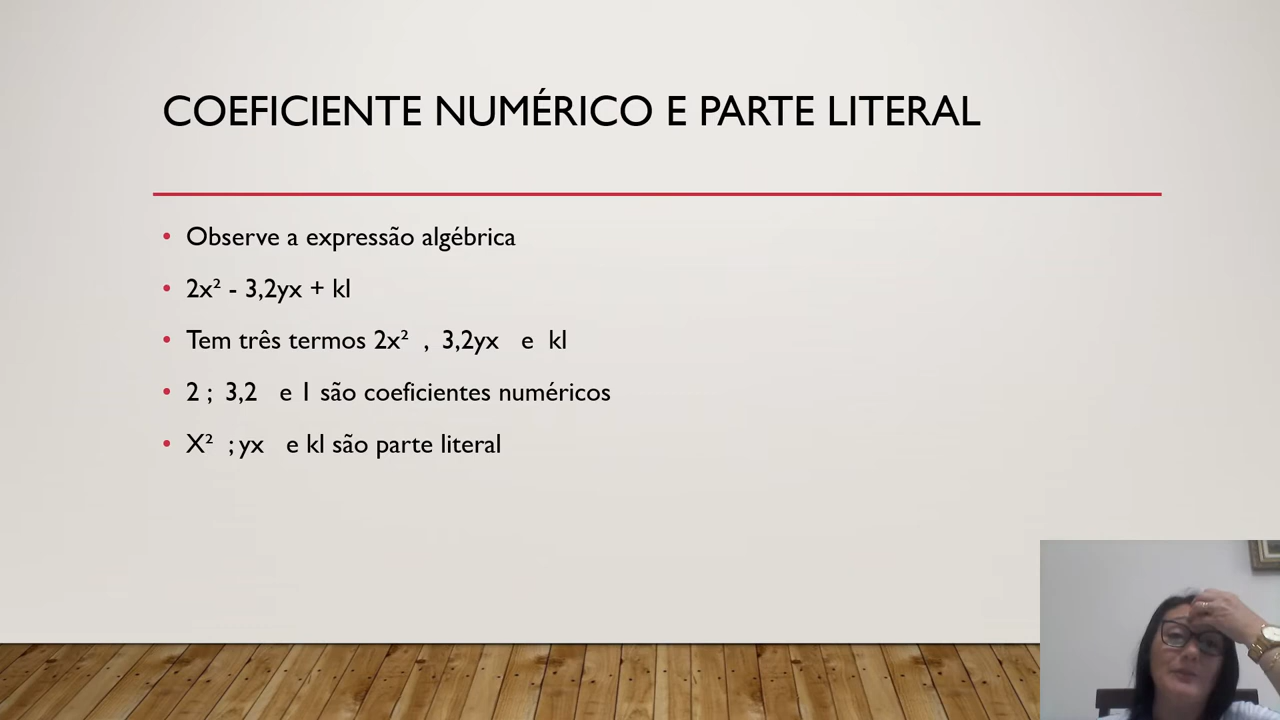 COEFICIENTE NUMÉRICO E PARTE LITERAL
• Observe a expressão algébrica
• 2x² - 3,2yx + kl
• Tem três termos 2x² , 3,2yx e kl
• 2 ; 3,2 e 1 são coeficientes numéricos
• X² ; yx e kl são parte literal